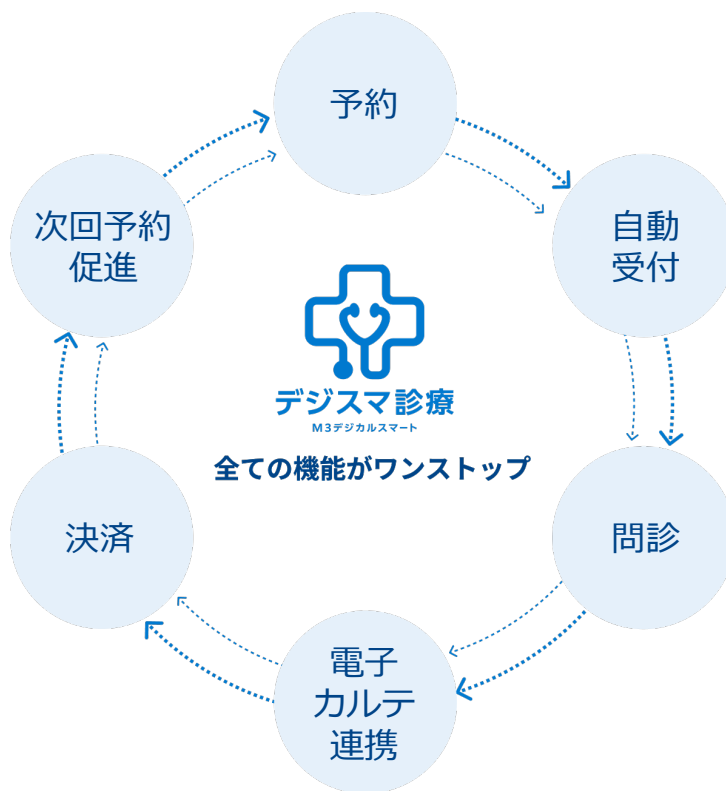 予約
自動
受付
次回予約
促進
デジスマ診療
M3デジカルスマート
全ての機能がワンストップ
決済
問診
電子
カルテ
連携